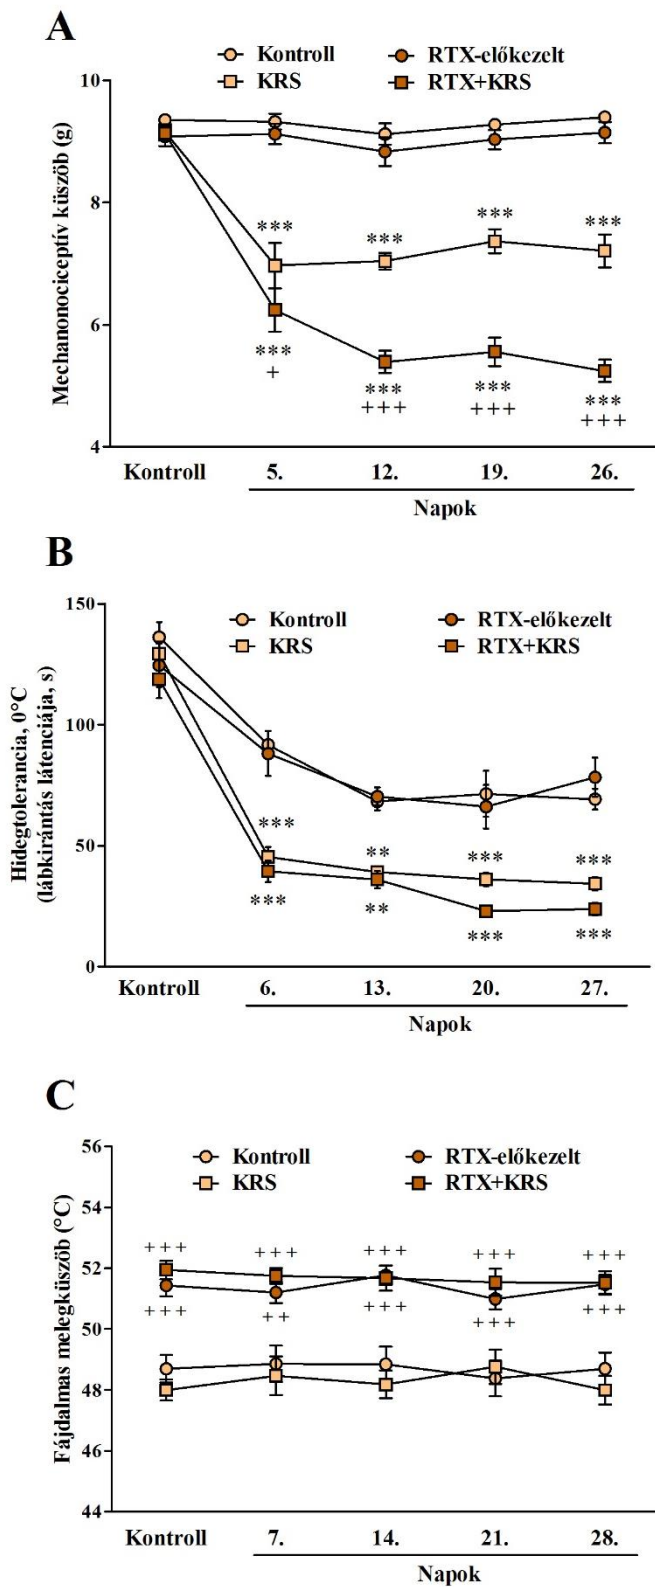 A
Kontroll RTX-előkezelt
KRS RTX+KRS
Mechanonociceptív küszöb (g)
10
8
6
4
*** *** *** ***
*** *** *** ***
+ +++ +++ +++
Kontroll 5. 12. 19. 26.
Napok
B
Kontroll RTX-előkezelt
KRS RTX+KRS
Hidegtolerancia, 0°C
(lábkirántás látenciája, s)
150
100
50
0
*** ** *** ***
*** ** *** ***
Kontroll 6. 13. 20. 27.
Napok
C
Kontroll RTX-előkezelt
KRS RTX+KRS
Fájdalmas melegküszöb (°C)
56
54
52
50
48
46
44
+++ +++ +++ +++ +++
+++ ++ +++ +++ +++
Kontroll 7. 14. 21. 28.
Napok